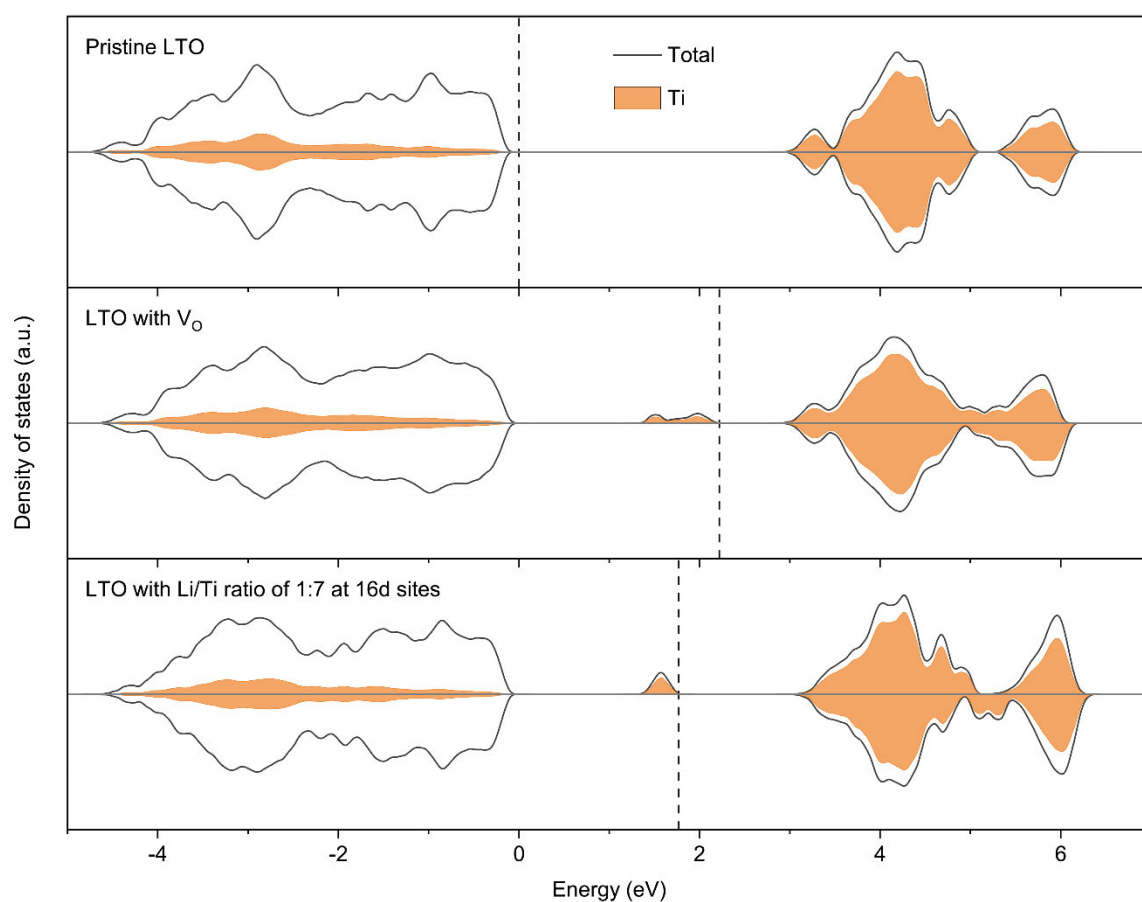 Pristine LTO
Total
Ti
LTO with VO
LTO with Li/Ti ratio of 1:7 at 16d sites
Density of states (a.u.)
-4 -2 0 2 4 6
Energy (eV)